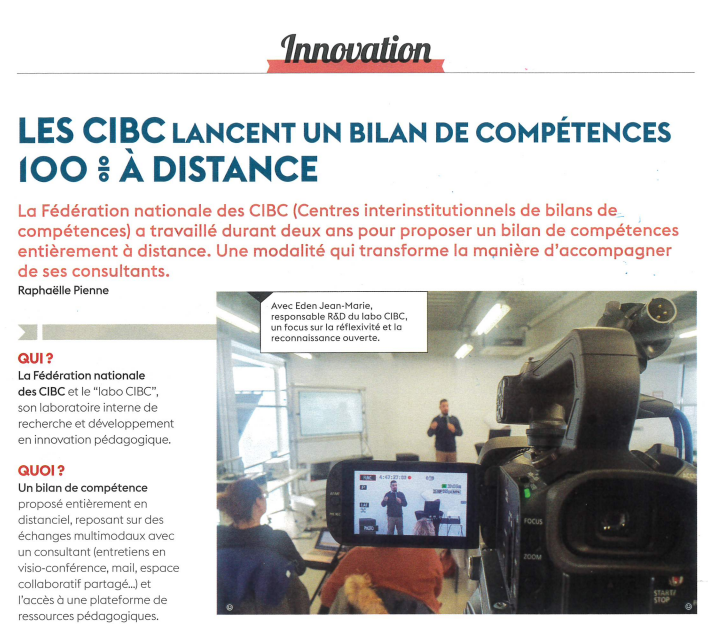 Innovation
LES CIBC LANCENT UN BILAN DE COMPÉTENCES
100 % À DISTANCE
La Fédération nationale des CIBC (Centres interinstitutionnels de bilans de
compétences) a travaillé durant deux ans pour proposer un bilan de compétences
entièrement à distance. Une modalité qui transforme la manière d'accompagner
de ses consultants.
Raphaëlle Pienne
Avec Eden Jean-Marie,
responsable R&D du labo CIBC,
un focus sur la réflexivité et la
reconnaissance ouverte.
QUI ?
La Fédération nationale
des CIBC et le "labo CIBC",
son laboratoire interne de
recherche et développement
en innovation pédagogique.
QUOI ?
Un bilan de compétence
proposé entièrement en
distanciel, reposant sur des
échanges multimodaux avec
un consultant (entretiens en
visio-conférence, mail, espace
collaboratif partagé...) et
l'accès à une plateforme de
ressources pédagogiques.
FOCUS
ZOOM
START/
STOP
©
©